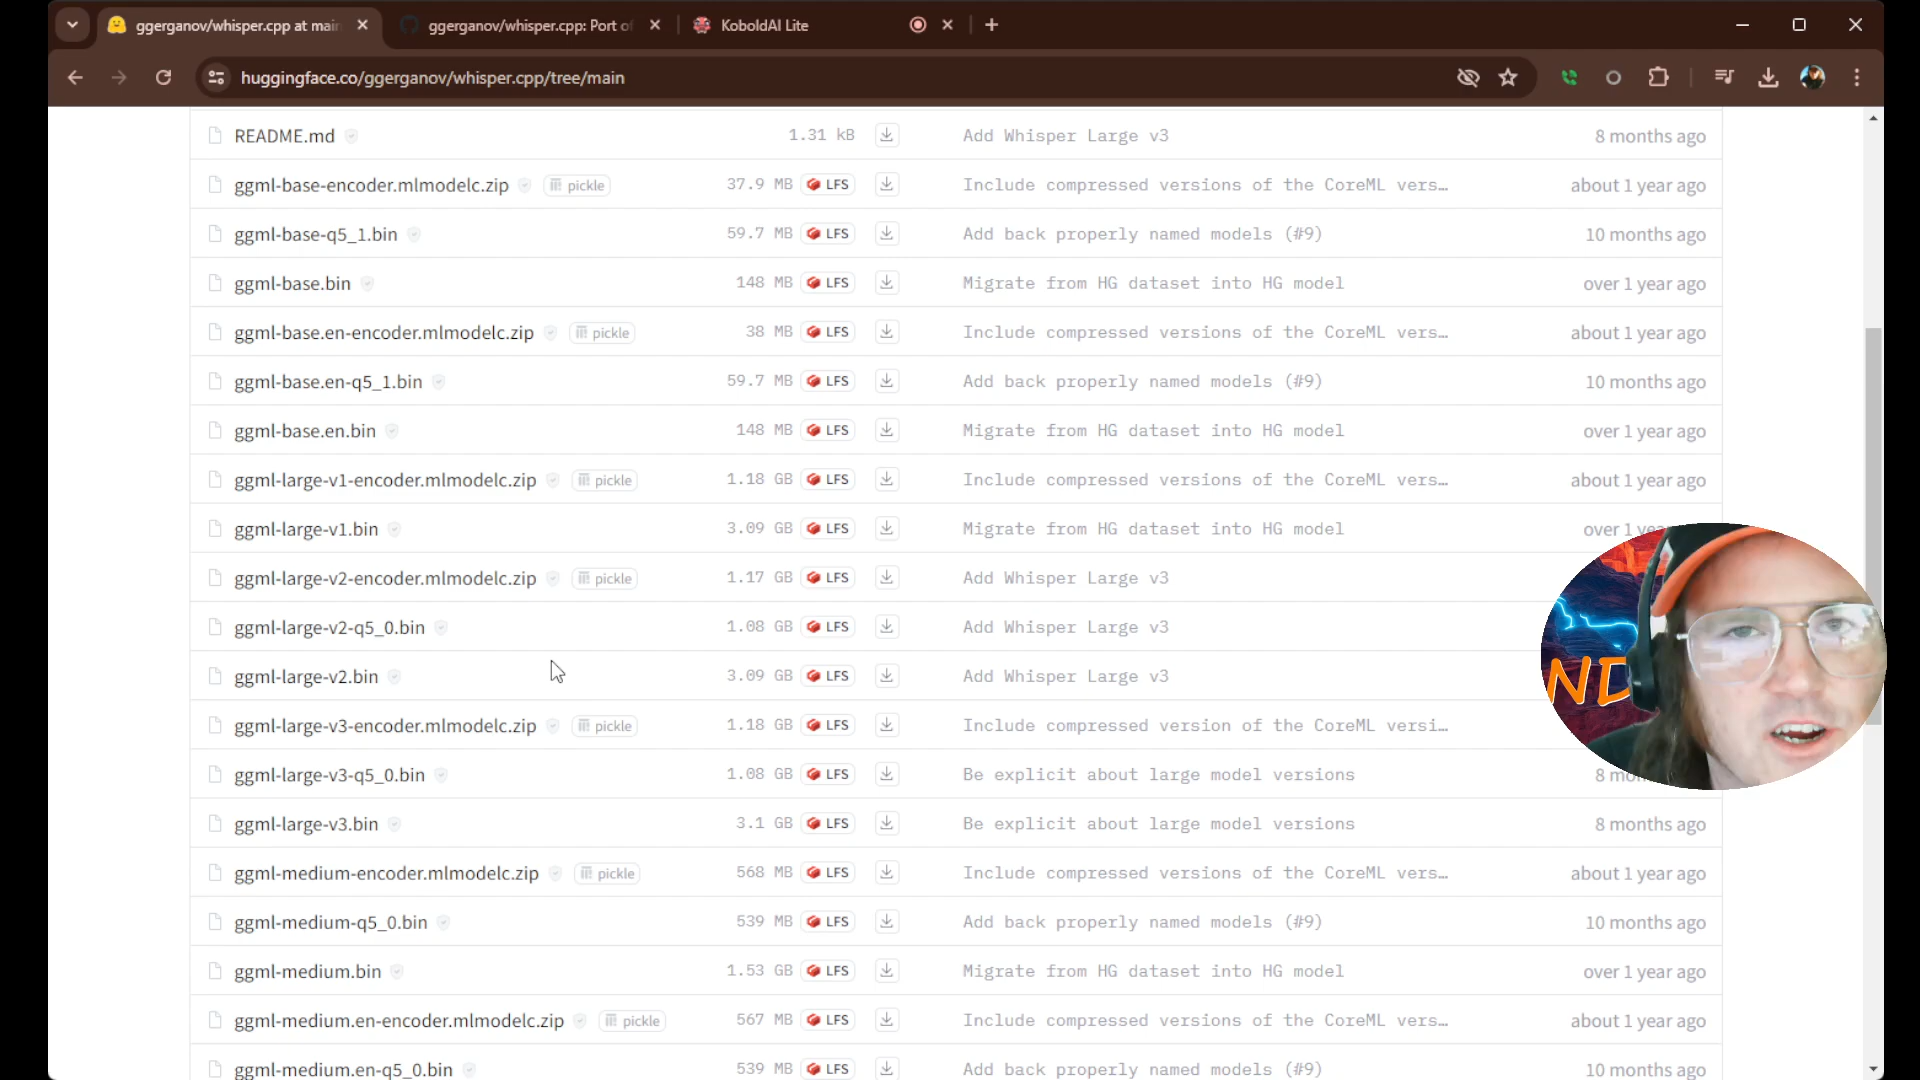 ggerganov/whisper.cpp at main
ggerganov/whisper.cpp: Port of
KoboldAI Lite
huggingface.co/ggerganov/whisper.cpp/tree/main
README.md 1.31 kB Add Whisper Large v3 8 months ago
ggml-base-encoder.mlmodelc.zip pickle 37.9 MB LFS Include compressed versions of the CoreML vers… about 1 year ago
ggml-base-q5_1.bin 59.7 MB LFS Add back properly named models (#9) 10 months ago
ggml-base.bin 148 MB LFS Migrate from HG dataset into HG model over 1 year ago
ggml-base.en-encoder.mlmodelc.zip pickle 38 MB LFS Include compressed versions of the CoreML vers… about 1 year ago
ggml-base.en-q5_1.bin 59.7 MB LFS Add back properly named models (#9) 10 months ago
ggml-base.en.bin 148 MB LFS Migrate from HG dataset into HG model over 1 year ago
ggml-large-v1-encoder.mlmodelc.zip pickle 1.18 GB LFS Include compressed versions of the CoreML vers… about 1 year ago
ggml-large-v1.bin 3.09 GB LFS Migrate from HG dataset into HG model over 1
ggml-large-v2-encoder.mlmodelc.zip pickle 1.17 GB LFS Add Whisper Large v3
ggml-large-v2-q5_0.bin 1.08 GB LFS Add Whisper Large v3
ggml-large-v2.bin 3.09 GB LFS Add Whisper Large v3
ND
ggml-large-v3-encoder.mlmodelc.zip pickle 1.18 GB LFS Include compressed version of the CoreML versi…
ggml-large-v3-q5_0.bin 1.08 GB LFS Be explicit about large model versions 8
ggml-large-v3.bin 3.1 GB LFS Be explicit about large model versions 8 months ago
ggml-medium-encoder.mlmodelc.zip pickle 568 MB LFS Include compressed versions of the CoreML vers… about 1 year ago
ggml-medium-q5_0.bin 539 MB LFS Add back properly named models (#9) 10 months ago
ggml-medium.bin 1.53 GB LFS Migrate from HG dataset into HG model over 1 year ago
ggml-medium.en-encoder.mlmodelc.zip pickle 567 MB LFS Include compressed versions of the CoreML vers… about 1 year ago
ggml-medium.en-q5_0.bin 539 MB LFS Add back properly named models (#9) 10 months ago